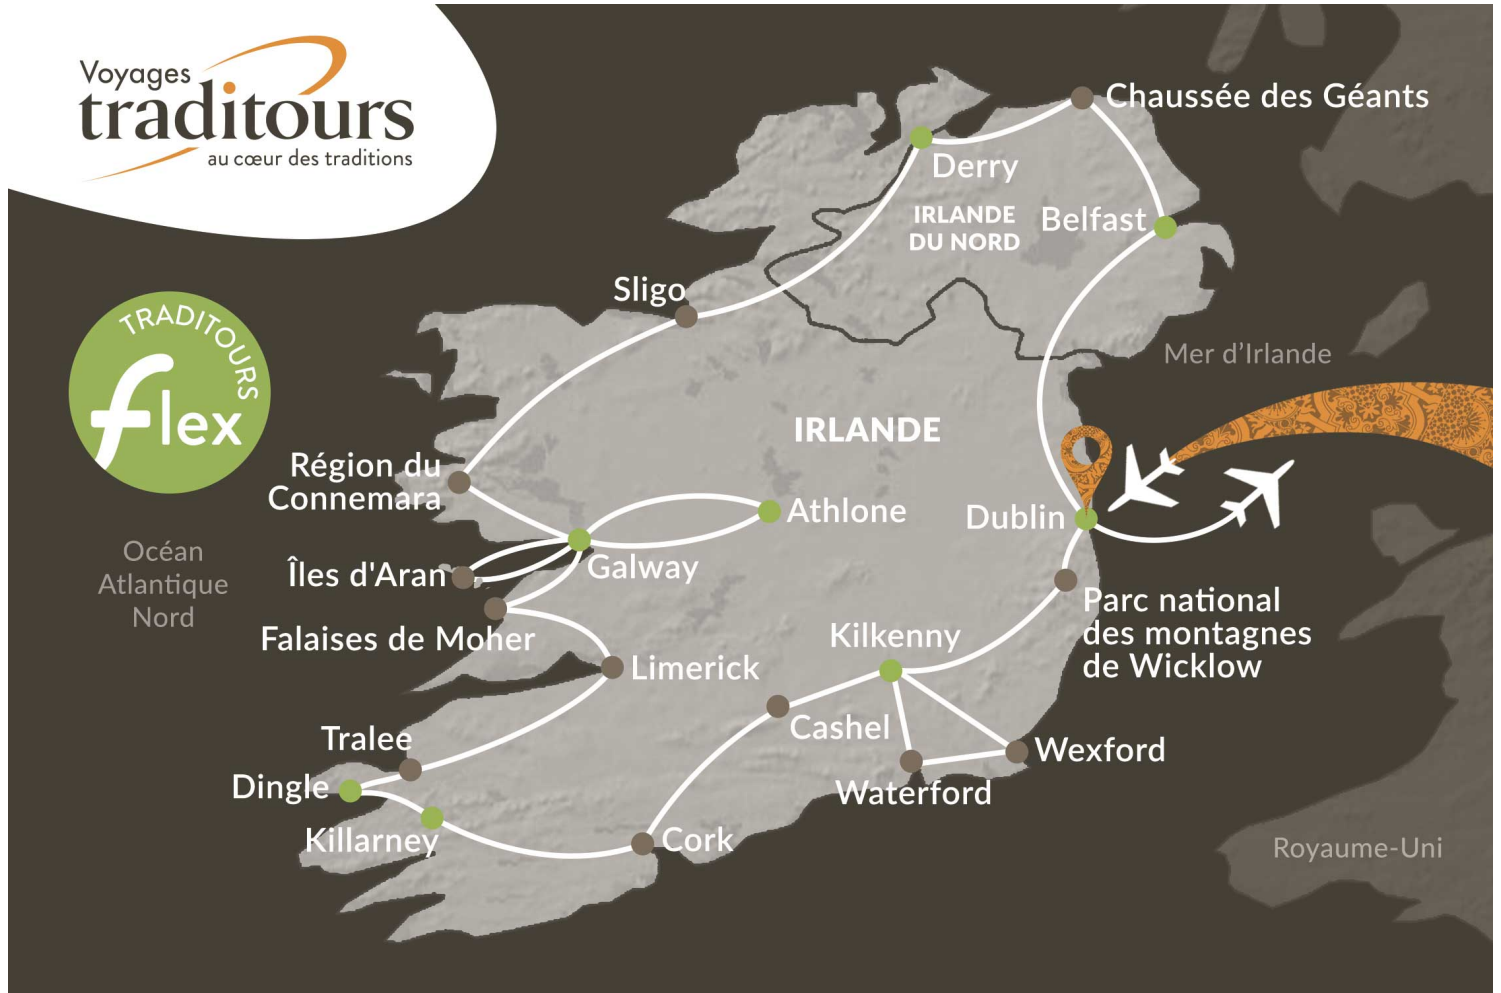 Voyages
traditours
au cœur des traditions
Chaussée des Géants
Derry
IRLANDE
DU NORD
Belfast
Sligo
TRADITOURS
flex
Mer d'Irlande
IRLANDE
Région du
Connemara
Athlone
Dublin
Océan
Atlantique
Nord
Îles d'Aran
Galway
Parc national
des montagnes
de Wicklow
Falaises de Moher
Kilkenny
Limerick
Cashel
Tralee
Wexford
Dingle
Waterford
Killarney
Cork
Royaume-Uni